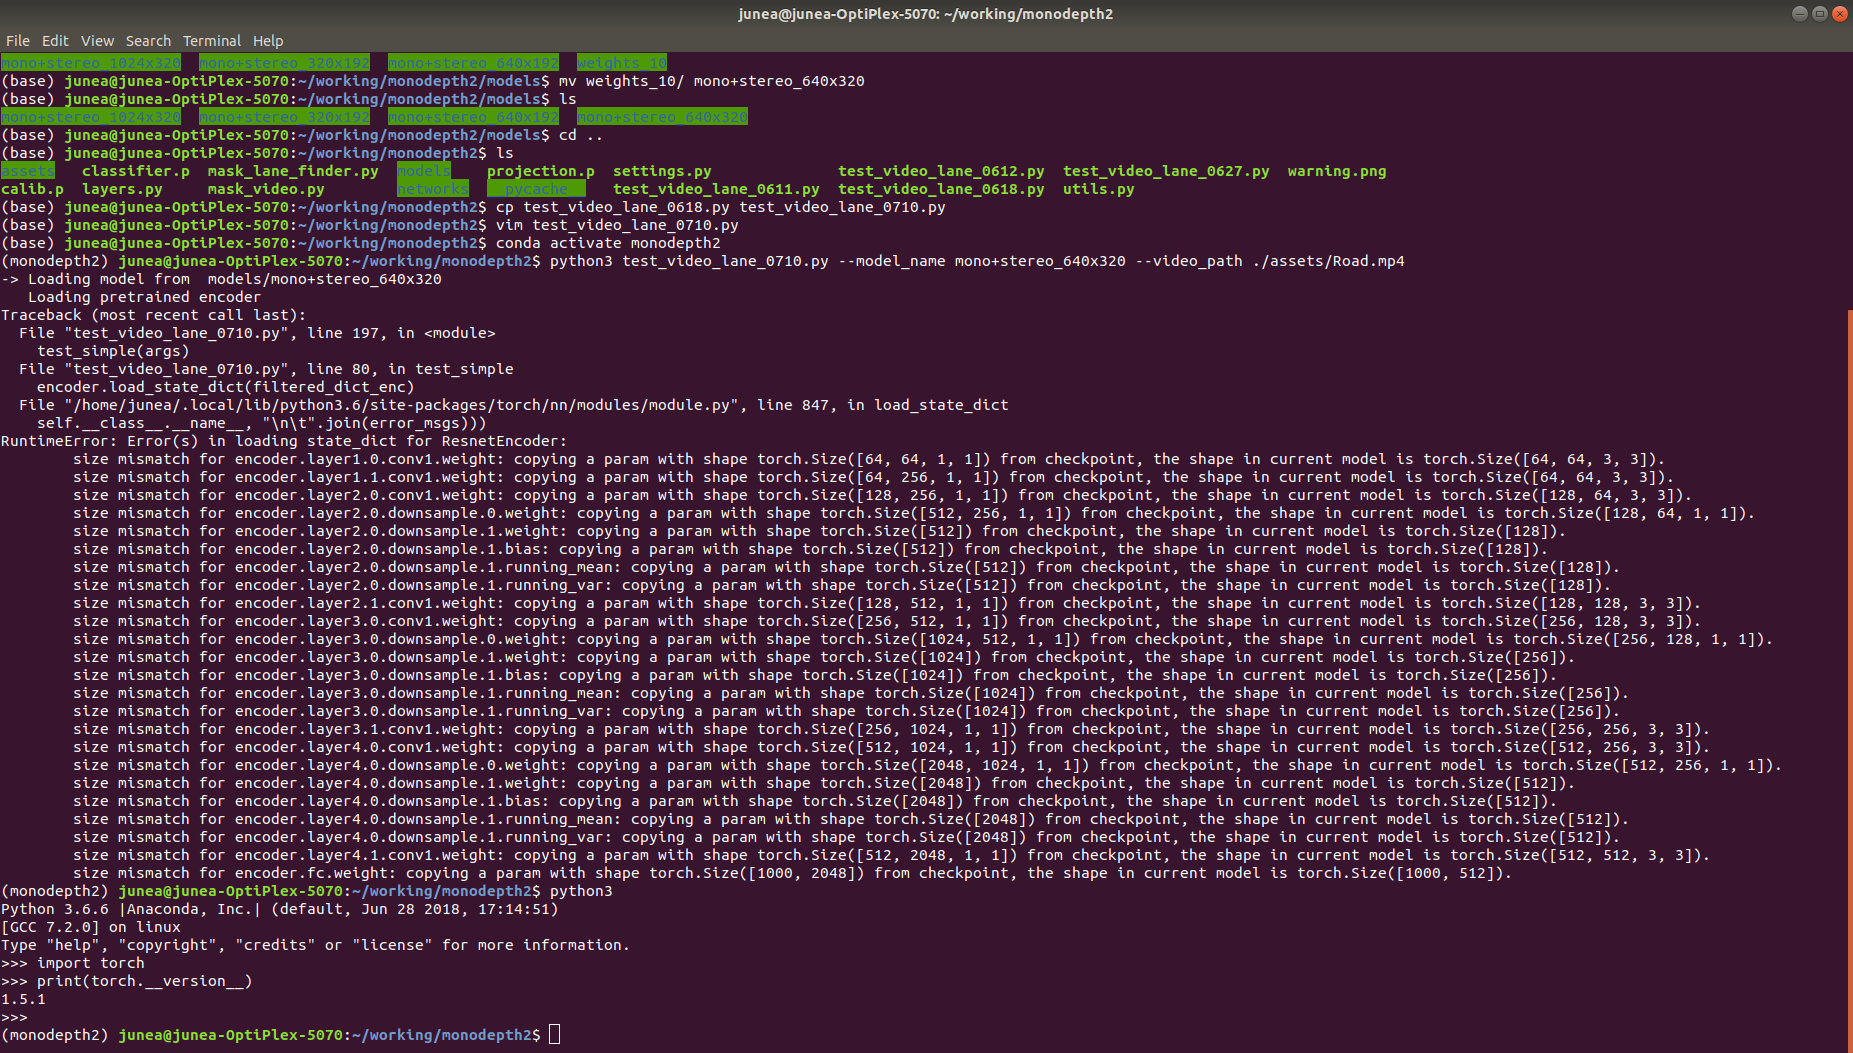 junea@junea-OptiPlex-5070: ~/working/monodepth2
File Edit View Search Terminal Help
mono+stereo_1024x320 mono+stereo_320x192 mono+stereo_640x192 weights_10
(base) junea@junea-OptiPlex-5070:~/working/monodepth2/models$ mv weights_10/ mono+stereo_640x320
(base) junea@junea-OptiPlex-5070:~/working/monodepth2/models$ ls
mono+stereo_1024x320 mono+stereo_320x192 mono+stereo_640x192 mono+stereo_640x320
(base) junea@junea-OptiPlex-5070:~/working/monodepth2/models$ cd ..
(base) junea@junea-OptiPlex-5070:~/working/monodepth2$ ls
assets classifier.p mask_lane_finder.py models projection.p settings.py test_video_lane_0612.py test_video_lane_0627.py warning.png
calib.p layers.py mask_video.py networks __pycache__ test_video_lane_0611.py test_video_lane_0618.py utils.py
(base) junea@junea-OptiPlex-5070:~/working/monodepth2$ cp test_video_lane_0618.py test_video_lane_0710.py
(base) junea@junea-OptiPlex-5070:~/working/monodepth2$ vim test_video_lane_0710.py
(base) junea@junea-OptiPlex-5070:~/working/monodepth2$ conda activate monodepth2
(monodepth2) junea@junea-OptiPlex-5070:~/working/monodepth2$ python3 test_video_lane_0710.py --model_name mono+stereo_640x320 --video_path ./assets/Road.mp4
-> Loading model from  models/mono+stereo_640x320
   Loading pretrained encoder
Traceback (most recent call last):
  File "test_video_lane_0710.py", line 197, in <module>
    test_simple(args)
  File "test_video_lane_0710.py", line 80, in test_simple
    encoder.load_state_dict(filtered_dict_enc)
  File "/home/junea/.local/lib/python3.6/site-packages/torch/nn/modules/module.py", line 847, in load_state_dict
    self.__class__.__name__, "\n\t".join(error_msgs)))
RuntimeError: Error(s) in loading state_dict for ResnetEncoder:
size mismatch for encoder.layer1.0.conv1.weight: copying a param with shape torch.Size([64, 64, 1, 1]) from checkpoint, the shape in current model is torch.Size([64, 64, 3, 3]).
size mismatch for encoder.layer1.1.conv1.weight: copying a param with shape torch.Size([64, 256, 1, 1]) from checkpoint, the shape in current model is torch.Size([64, 64, 3, 3]).
size mismatch for encoder.layer2.0.conv1.weight: copying a param with shape torch.Size([128, 256, 1, 1]) from checkpoint, the shape in current model is torch.Size([128, 64, 3, 3]).
size mismatch for encoder.layer2.0.downsample.0.weight: copying a param with shape torch.Size([512, 256, 1, 1]) from checkpoint, the shape in current model is torch.Size([128, 64, 1, 1]).
size mismatch for encoder.layer2.0.downsample.1.weight: copying a param with shape torch.Size([512]) from checkpoint, the shape in current model is torch.Size([128]).
size mismatch for encoder.layer2.0.downsample.1.bias: copying a param with shape torch.Size([512]) from checkpoint, the shape in current model is torch.Size([128]).
size mismatch for encoder.layer2.0.downsample.1.running_mean: copying a param with shape torch.Size([512]) from checkpoint, the shape in current model is torch.Size([128]).
size mismatch for encoder.layer2.0.downsample.1.running_var: copying a param with shape torch.Size([512]) from checkpoint, the shape in current model is torch.Size([128]).
size mismatch for encoder.layer2.1.conv1.weight: copying a param with shape torch.Size([128, 512, 1, 1]) from checkpoint, the shape in current model is torch.Size([128, 128, 3, 3]).
size mismatch for encoder.layer3.0.conv1.weight: copying a param with shape torch.Size([256, 512, 1, 1]) from checkpoint, the shape in current model is torch.Size([256, 128, 3, 3]).
size mismatch for encoder.layer3.0.downsample.0.weight: copying a param with shape torch.Size([1024, 512, 1, 1]) from checkpoint, the shape in current model is torch.Size([256, 128, 1, 1]).
size mismatch for encoder.layer3.0.downsample.1.weight: copying a param with shape torch.Size([1024]) from checkpoint, the shape in current model is torch.Size([256]).
size mismatch for encoder.layer3.0.downsample.1.bias: copying a param with shape torch.Size([1024]) from checkpoint, the shape in current model is torch.Size([256]).
size mismatch for encoder.layer3.0.downsample.1.running_mean: copying a param with shape torch.Size([1024]) from checkpoint, the shape in current model is torch.Size([256]).
size mismatch for encoder.layer3.0.downsample.1.running_var: copying a param with shape torch.Size([1024]) from checkpoint, the shape in current model is torch.Size([256]).
size mismatch for encoder.layer3.1.conv1.weight: copying a param with shape torch.Size([256, 1024, 1, 1]) from checkpoint, the shape in current model is torch.Size([256, 256, 3, 3]).
size mismatch for encoder.layer4.0.conv1.weight: copying a param with shape torch.Size([512, 1024, 1, 1]) from checkpoint, the shape in current model is torch.Size([512, 256, 3, 3]).
size mismatch for encoder.layer4.0.downsample.0.weight: copying a param with shape torch.Size([2048, 1024, 1, 1]) from checkpoint, the shape in current model is torch.Size([512, 256, 1, 1]).
size mismatch for encoder.layer4.0.downsample.1.weight: copying a param with shape torch.Size([2048]) from checkpoint, the shape in current model is torch.Size([512]).
size mismatch for encoder.layer4.0.downsample.1.bias: copying a param with shape torch.Size([2048]) from checkpoint, the shape in current model is torch.Size([512]).
size mismatch for encoder.layer4.0.downsample.1.running_mean: copying a param with shape torch.Size([2048]) from checkpoint, the shape in current model is torch.Size([512]).
size mismatch for encoder.layer4.0.downsample.1.running_var: copying a param with shape torch.Size([2048]) from checkpoint, the shape in current model is torch.Size([512]).
size mismatch for encoder.layer4.1.conv1.weight: copying a param with shape torch.Size([512, 2048, 1, 1]) from checkpoint, the shape in current model is torch.Size([512, 512, 3, 3]).
size mismatch for encoder.fc.weight: copying a param with shape torch.Size([1000, 2048]) from checkpoint, the shape in current model is torch.Size([1000, 512]).
(monodepth2) junea@junea-OptiPlex-5070:~/working/monodepth2$ python3
Python 3.6.6 |Anaconda, Inc.| (default, Jun 28 2018, 17:14:51)
[GCC 7.2.0] on linux
Type "help", "copyright", "credits" or "license" for more information.
>>> import torch
>>> print(torch.__version__)
1.5.1
>>>
(monodepth2) junea@junea-OptiPlex-5070:~/working/monodepth2$